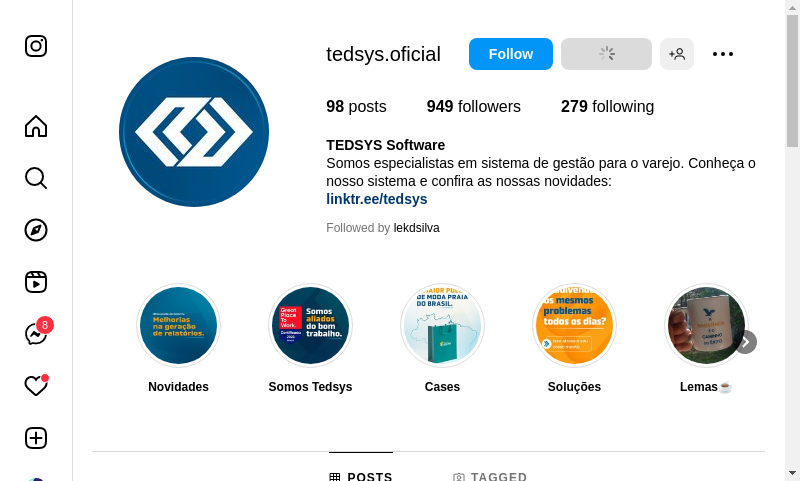 tedsys.oficial
Follow
98 posts
949 followers
279 following
TEDSYS Software
Somos especialistas em sistema de gestão para o varejo. Conheça o
nosso sistema e confira as nossas novidades:
linktr.ee/tedsys
Followed by lekdsilva
8
Melhorias
na geração
de relatórios.
Great
Place
To
Work.
Somos
aliados
do bom
trabalho.
DE MODA PRAIA
DO BRASIL.
os mesmos
problemas
todos os dias?
Novidades
Somos Tedsys
Cases
Soluções
Lemas☕
POSTS
TAGGED